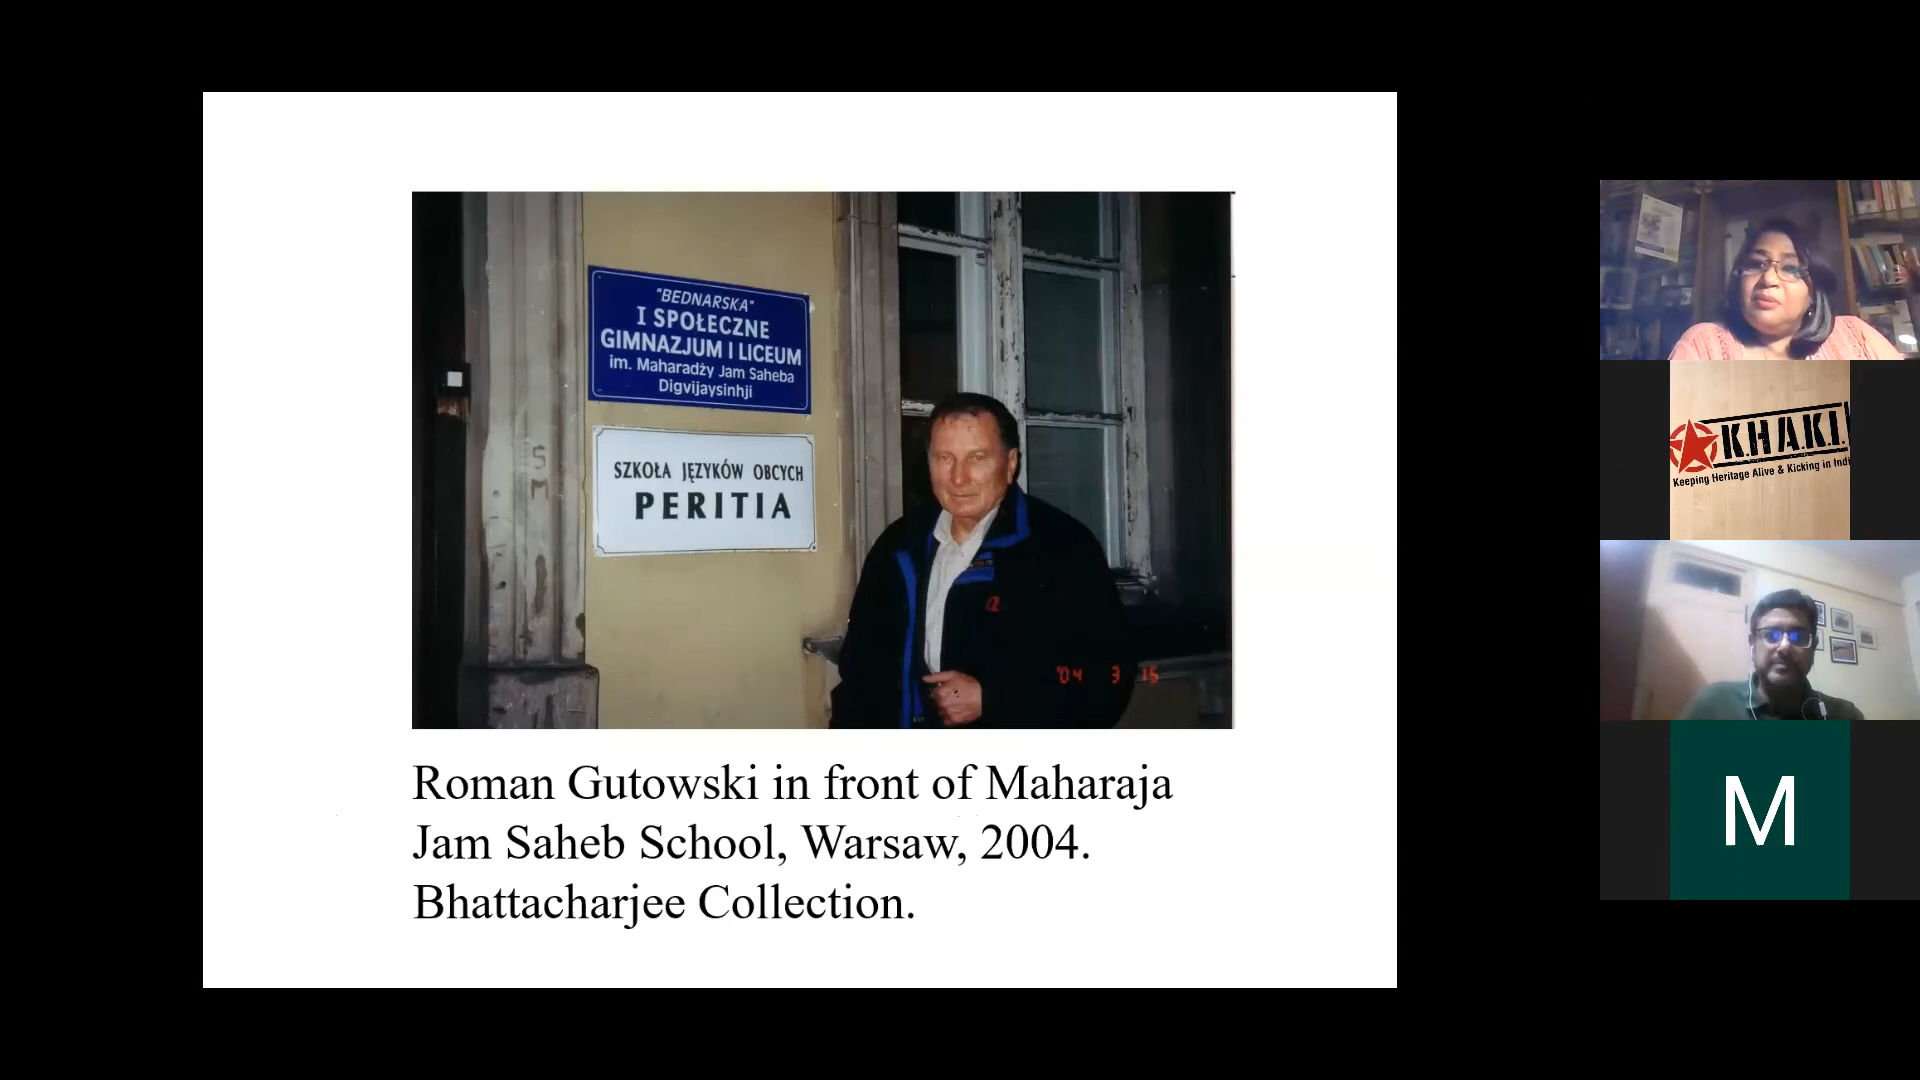 "BEDNARSKA"
I SPOŁECZNE
GIMNAZJUM I LICEUM
im. Maharadży Jam Saheba
Digvijaysinhji
SZKOŁA JĘZYKÓW OBCYCH
PERITIA
S
M
'04 3 15
Roman Gutowski in front of Maharaja
Jam Saheb School, Warsaw, 2004.
Bhattacharjee Collection.
K.H.A.K.I.
Keeping Heritage Alive & Kicking in Indi
M